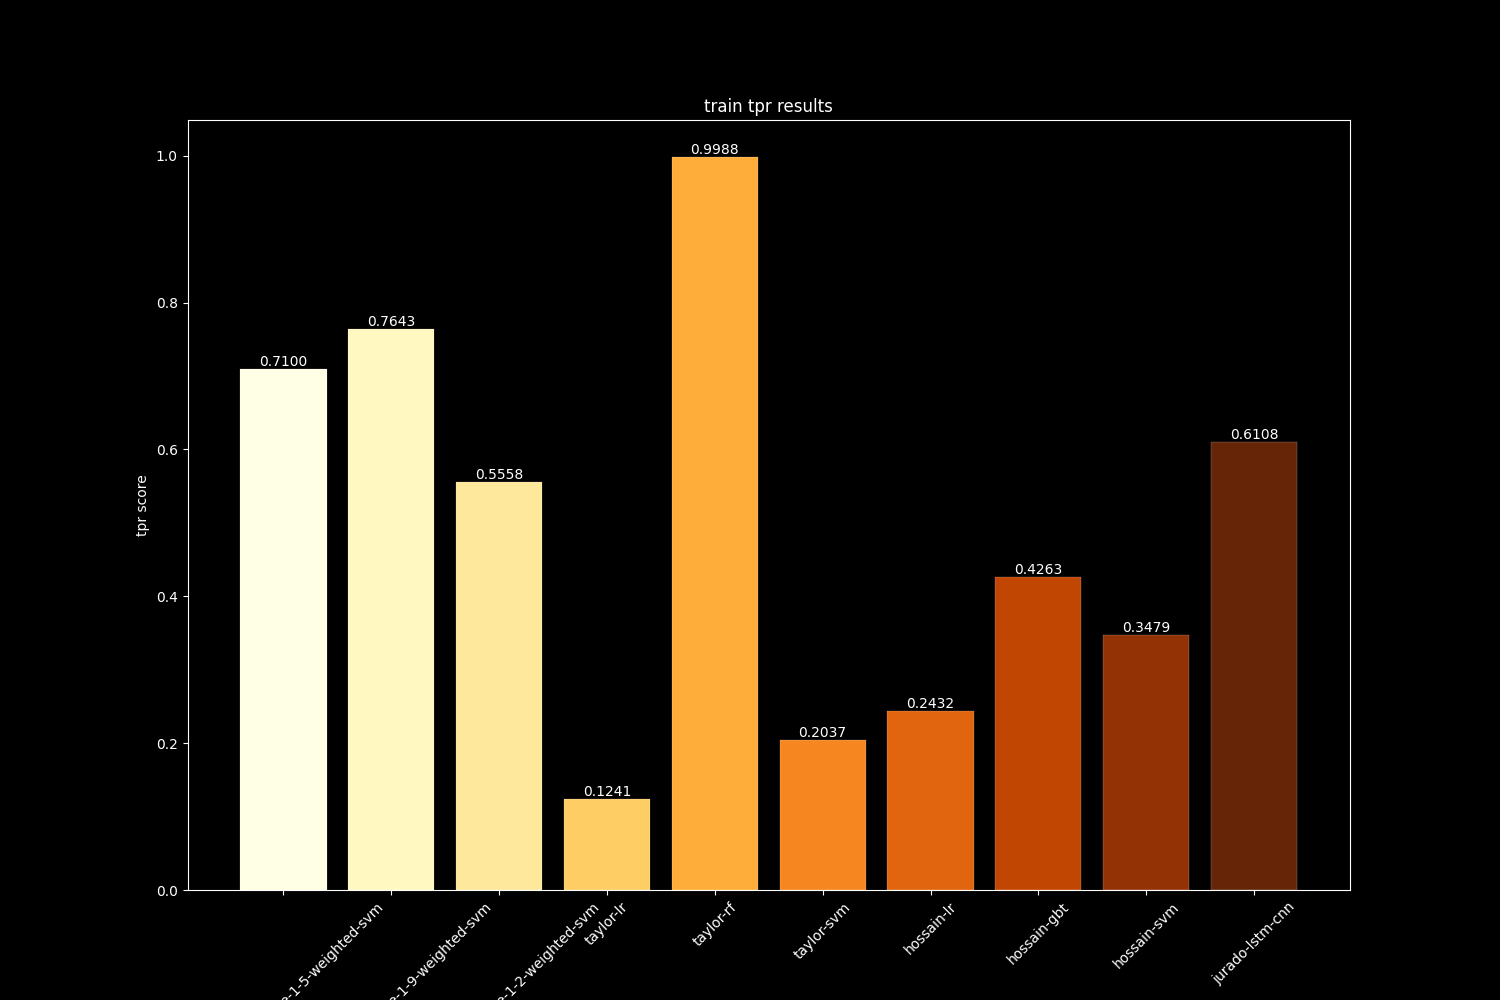 train tpr results
1.0
0.8
0.6
0.4
0.2
0.0
tpr score
0.7100
0.7643
0.5558
0.1241
0.9988
0.2037
0.2432
0.4263
0.3479
0.6108
-1-5-weighted-svm
-1-9-weighted-svm
-1-2-weighted-svm
taylor-lr
taylor-rf
taylor-svm
hossain-lr
hossain-gbt
hossain-svm
jurado-lstm-cnn